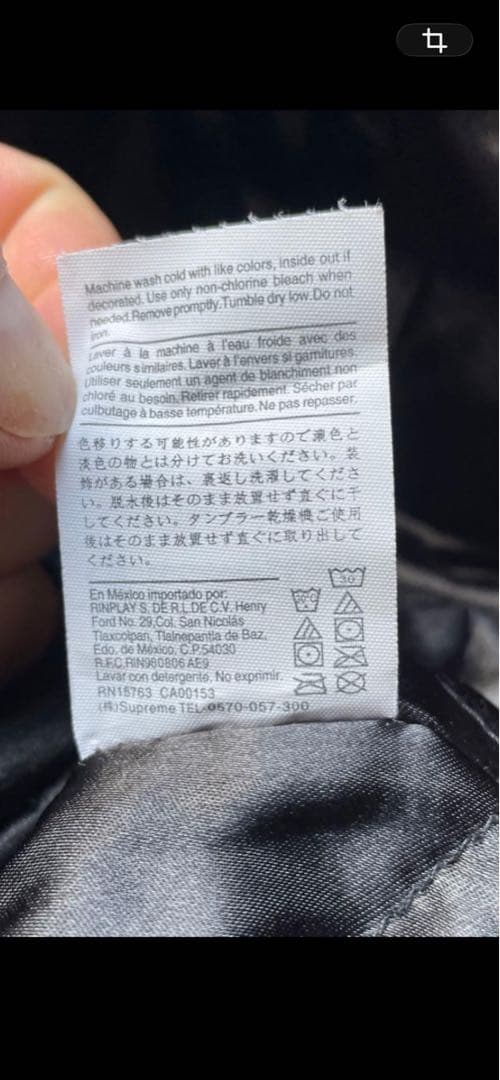 Machine wash cold with like colors, inside out if
decorated. Use only non-chlorine bleach when
needed. Remove promptly. Tumble dry low. Do not
iron.
Laver à la machine à l'eau froide avec des
couleurs similaires. Laver à l'envers si garnitures.
Utiliser seulement un agent de blanchiment non
chloré au besoin. Retirer rapidement. Sécher par
culbutage à basse température. Ne pas repasser.
色移りする可能性がありますので濃色と
淡色の物とは分けてお洗いください。装
飾がある場合は、裏返し洗濯してくださ
い。脱水後はそのまま放置せず直ぐに干
してください。タンブラー乾燥機ご使用
後はそのまま放置せず直ぐに取り出して
ください。
En México importado por:
RINPLAY S. DE R.L DE C.V. Henry
Ford No. 29,Col. San Nicolás
Tlaxcolpan, Tlalnepantla de Baz,
Edo. de México, C.P.54030
R.F.C.RIN980806 AE9
Lavar con detergente. No exprimir.
RN15763 CA00153
(株)Supreme TEL 0570-057-300
30